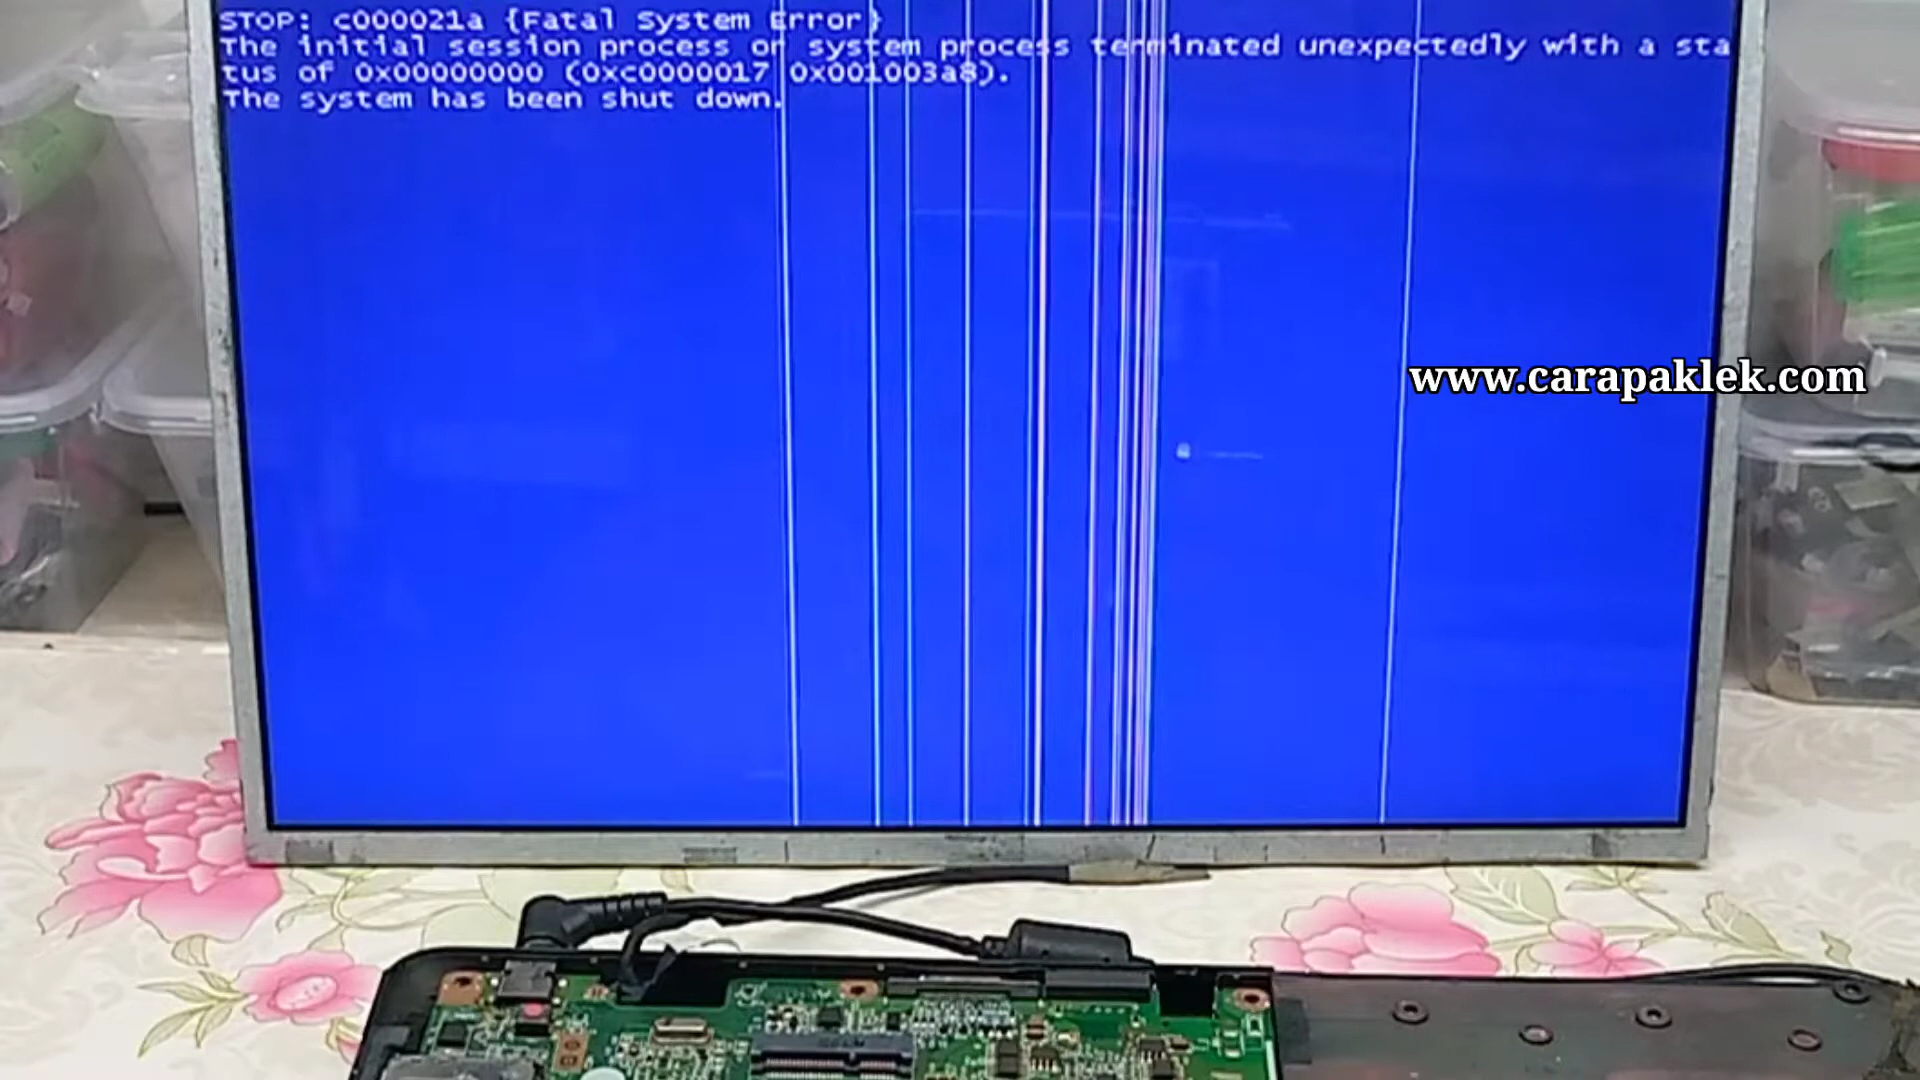 STOP: c000021a {Fatal System Error}
The initial session process or system process terminated unexpectedly with a sta
tus of 0x00000000 (0xc0000017 0x001003a8).
The system has been shut down.
www.carapaklek.com